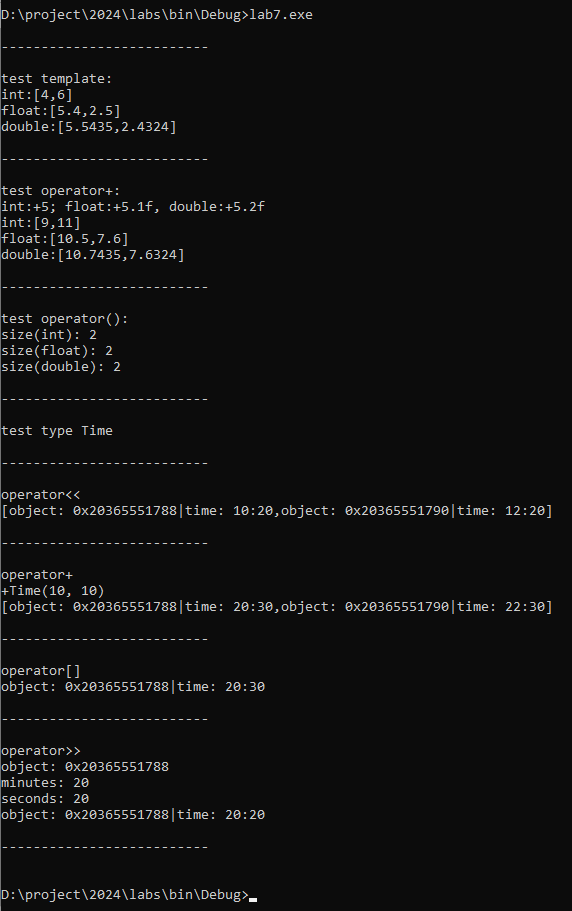 D:\project\2024\labs\bin\Debug>lab7.exe
--------------------------
test template:
int:[4,6]
float:[5.4,2.5]
double:[5.5435,2.4324]
--------------------------
test operator+:
int:+5; float:+5.1f, double:+5.2f
int:[9,11]
float:[10.5,7.6]
double:[10.7435,7.6324]
--------------------------
test operator():
size(int): 2
size(float): 2
size(double): 2
--------------------------
test type Time
--------------------------
operator<<
[object: 0x20365551788|time: 10:20,object: 0x20365551790|time: 12:20]
--------------------------
operator+
+Time(10, 10)
[object: 0x20365551788|time: 20:30,object: 0x20365551790|time: 22:30]
--------------------------
operator[]
object: 0x20365551788|time: 20:30
--------------------------
operator>>
object: 0x20365551788
minutes: 20
seconds: 20
object: 0x20365551788|time: 20:20
--------------------------
D:\project\2024\labs\bin\Debug>